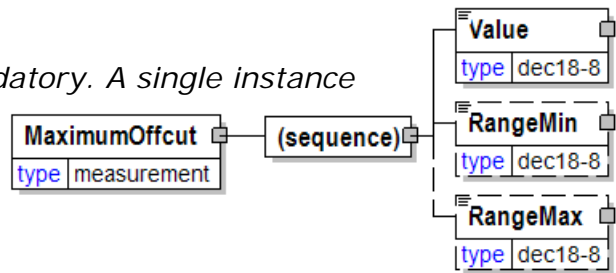 Value
type dec18-8
datory. A single instance
MaximumOffcut
type measurement
(sequence)
RangeMin
type dec18-8
RangeMax
type dec18-8